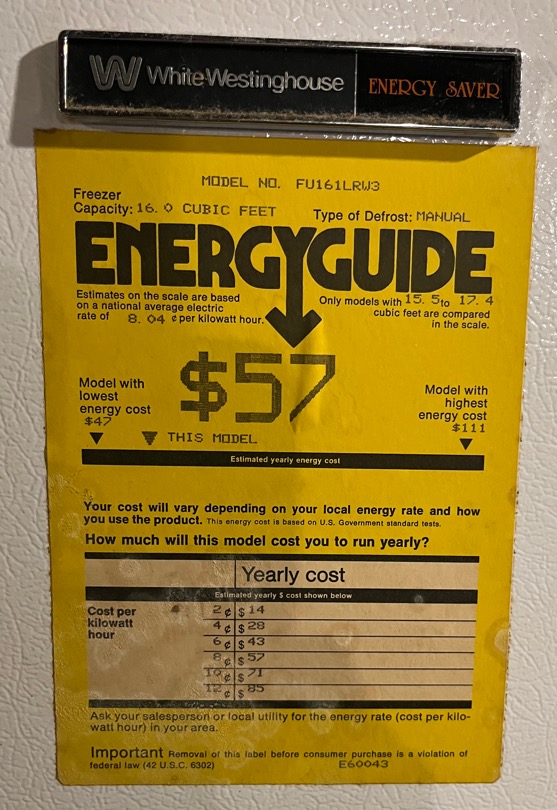 White-Westinghouse ENERGY SAVER
MODEL NO. FU161LRW3
Freezer
Capacity: 16.0 CUBIC FEET Type of Defrost: MANUAL
ENERGYGUIDE
Estimates on the scale are based
on a national average electric
rate of 8.04 ¢ per kilowatt hour.
Only models with 15.5 to 17.4
cubic feet are compared
in the scale.
$57
Model with
lowest
energy cost
$47
Model with
highest
energy cost
$111
THIS MODEL
Estimated yearly energy cost
Your cost will vary depending on your local energy rate and how
you use the product. This energy cost is based on U.S. Government standard tests.
How much will this model cost you to run yearly?
Yearly cost
Estimated yearly $ cost shown below
Cost per
kilowatt
hour
2¢ $14
4¢ $28
6¢ $43
8¢ $57
10¢ $71
12¢ $85
Ask your salesperson or local utility for the energy rate (cost per kilo-
watt hour) in your area.
Important Removal of this label before consumer purchase is a violation of
federal law (42 U.S.C. 6302) E60043